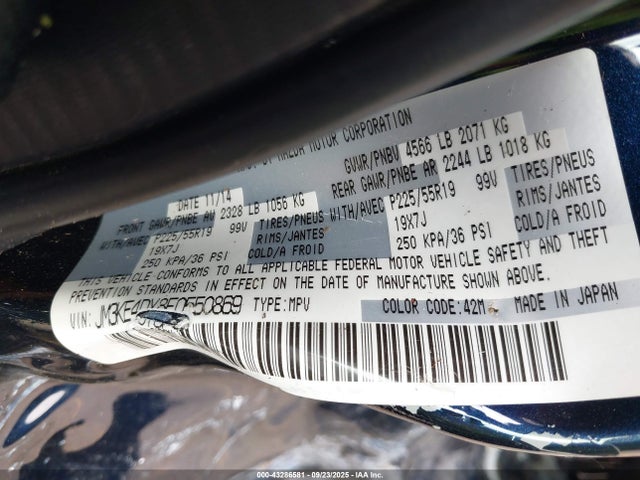 OF MAZDA MOTOR CORPORATION
DATE 11/14 GVWR/PNBV 4566 LB 2071 KG
FRONT GAWR/PNBE AV 2328 LB 1056 KG REAR GAWR/PNBE AR 2244 LB 1018 KG
WITH/AVEC P225/55R19 99V TIRES/PNEUS WITH/AVEC P225/55R19 99V TIRES/PNEUS
19X7J RIMS/JANTES 19X7J RIMS/JANTES
250 KPA/36 PSI COLD/A FROID 250 KPA/36 PSI COLD/A FROID
THIS VEHICLE CONFORMS TO ALL APPLICABLE FEDERAL MOTOR VEHICLE SAFETY AND THEFT
PREVENTION STANDARDS IN EFFECT ON THE DATE OF MANUFACTURE SHOWN ABOVE.
VIN: JM3KE4DY8F0550869 TYPE:MPV COLOR CODE:42M MADE IN JAPAN
000-43286581 - 09/23/2025 - IAA Inc.